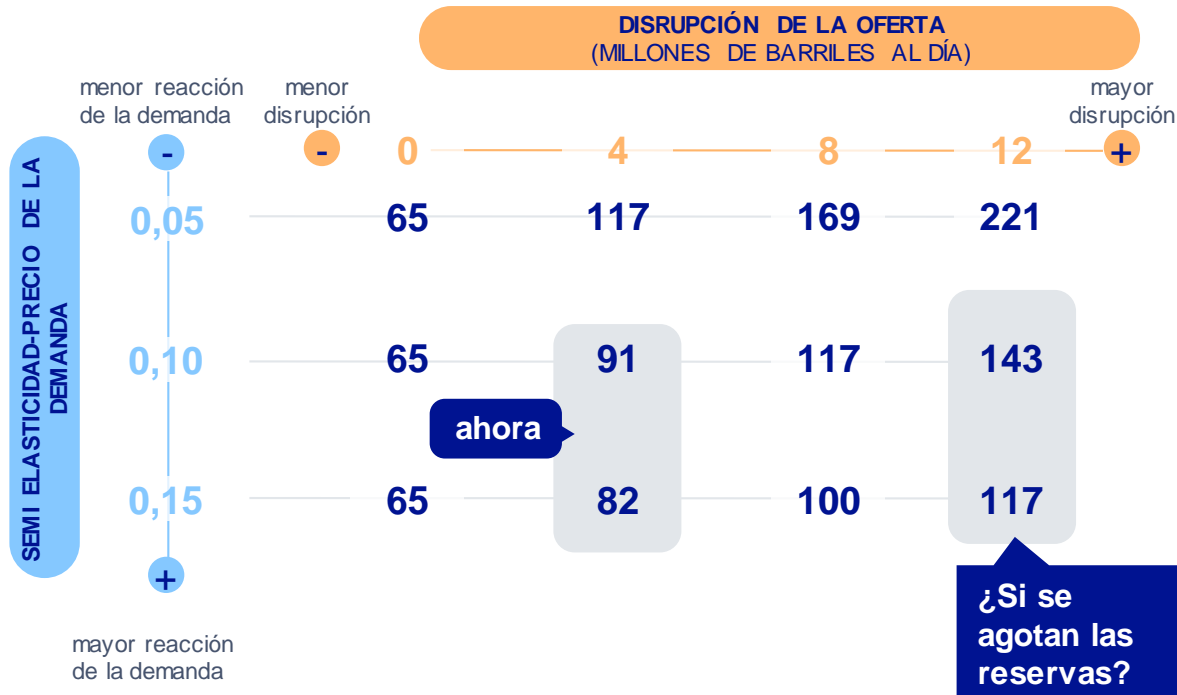 DISRUPCIÓN DE LA OFERTA
(MILLONES DE BARRILES AL DÍA)
menor reacción
de la demanda
menor
disrupción
mayor
disrupción
-
-
0
4
8
12
+
SEMI ELASTICIDAD-PRECIO DE LA
DEMANDA
0,05
65
117
169
221
0,10
65
91
117
143
ahora
0,15
65
82
100
117
+
mayor reacción
de la demanda
¿Si se
agotan las
reservas?